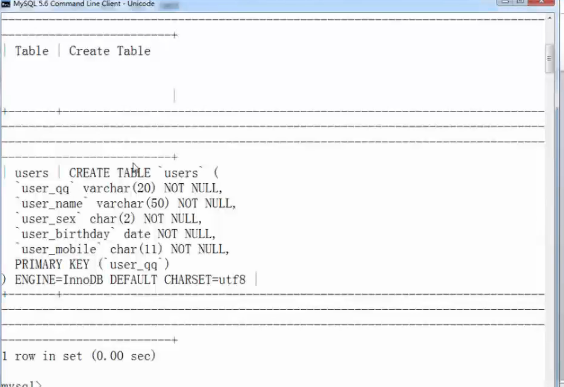 MySQL 5.6 Command Line Client - Unicode
| Table | Create Table
|
| users | CREATE TABLE `users` (
`user_qq` varchar(20) NOT NULL,
`user_name` varchar(50) NOT NULL,
`user_sex` char(2) NOT NULL,
`user_birthday` date NOT NULL,
`user_mobile` char(11) NOT NULL,
PRIMARY KEY (`user_qq`)
) ENGINE=InnoDB DEFAULT CHARSET=utf8 |
1 row in set (0.00 sec)
mysql>